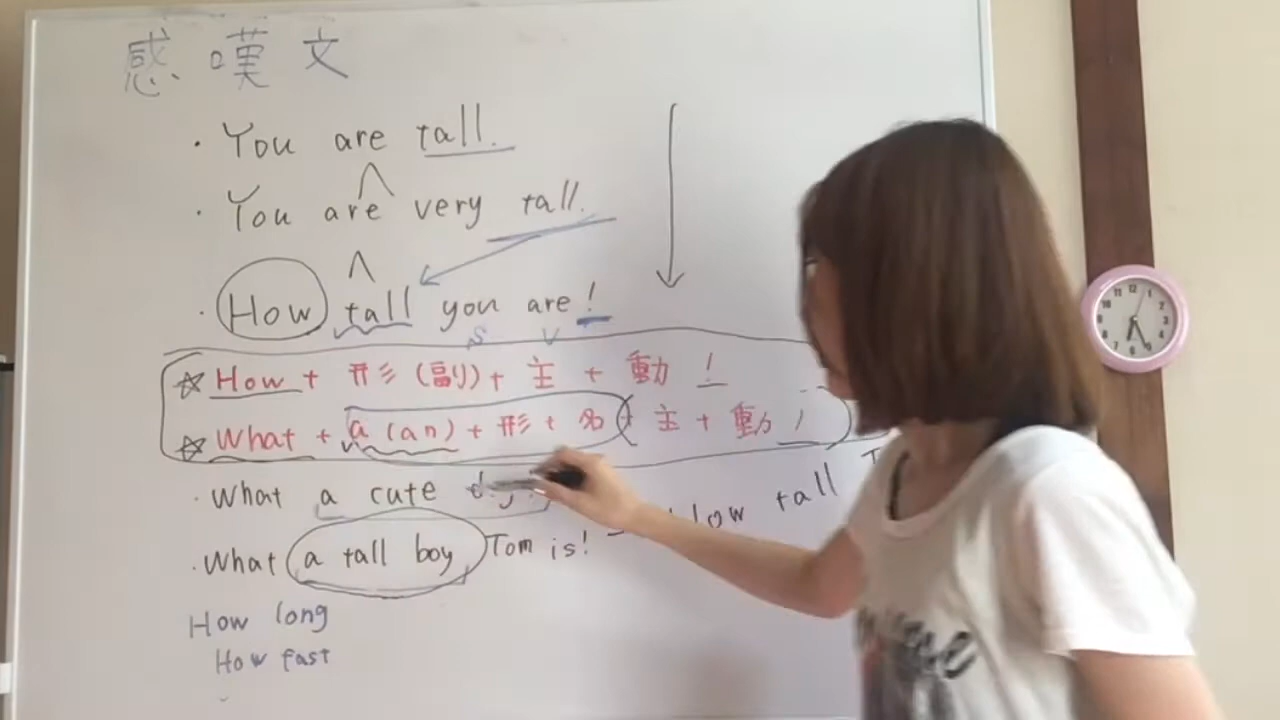 感嘆文
・You are tall.
・You are very tall.
・How tall you are!
S V
☆How + 形(副)+ 主 + 動 !
☆What + a(an) + 形 + 名 + 主 + 動 !
・What a cute
・What a tall boy Tom is! → How tall T
How long
How fast